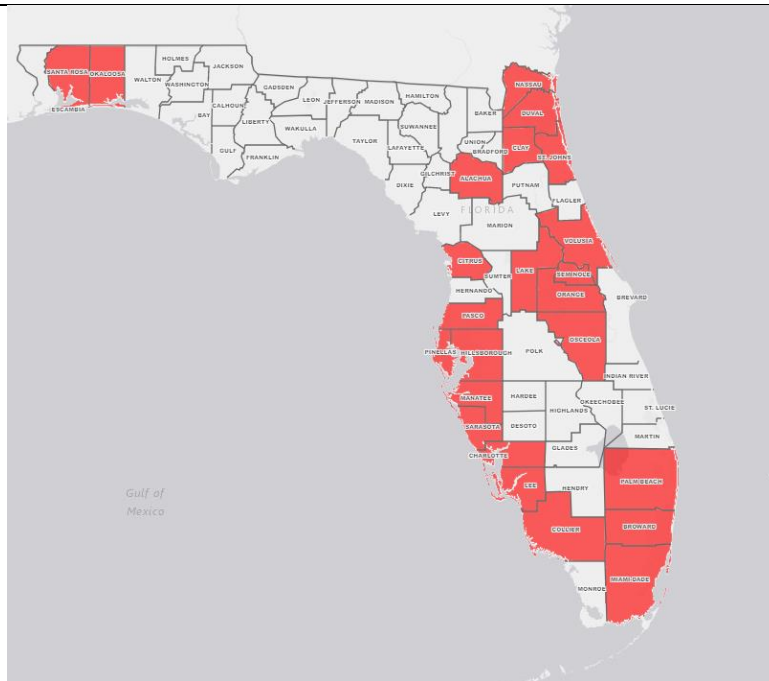 HOLMES
JACKSON
SANTA ROSA
OKALOOSA
WALTON
WASHINGTON
GADSDEN
LEON
JEFFERSON
MADISON
HAMILTON
NASSAU
ESCAMBIA
BAY
CALHOUN
LIBERTY
WAKULLA
SUWANNEE
BAKER
DUVAL
GULF
FRANKLIN
TAYLOR
LAFAYETTE
UNION
BRADFORD
CLAY
ST. JOHNS
DIXIE
GILCHRIST
ALACHUA
PUTNAM
FLAGLER
LEVY
FLORIDA
MARION
VOLUSIA
CITRUS
SUMTER
LAKE
SEMINOLE
HERNANDO
ORANGE
BREVARD
PASCO
PINELLAS
HILLSBOROUGH
POLK
OSCEOLA
INDIAN RIVER
MANATEE
HARDEE
HIGHLANDS
OKEECHOBEE
ST. LUCIE
SARASOTA
DESOTO
MARTIN
CHARLOTTE
GLADES
LEE
HENDRY
PALM BEACH
Gulf of
Mexico
COLLIER
BROWARD
MONROE
MIAMI-DADE